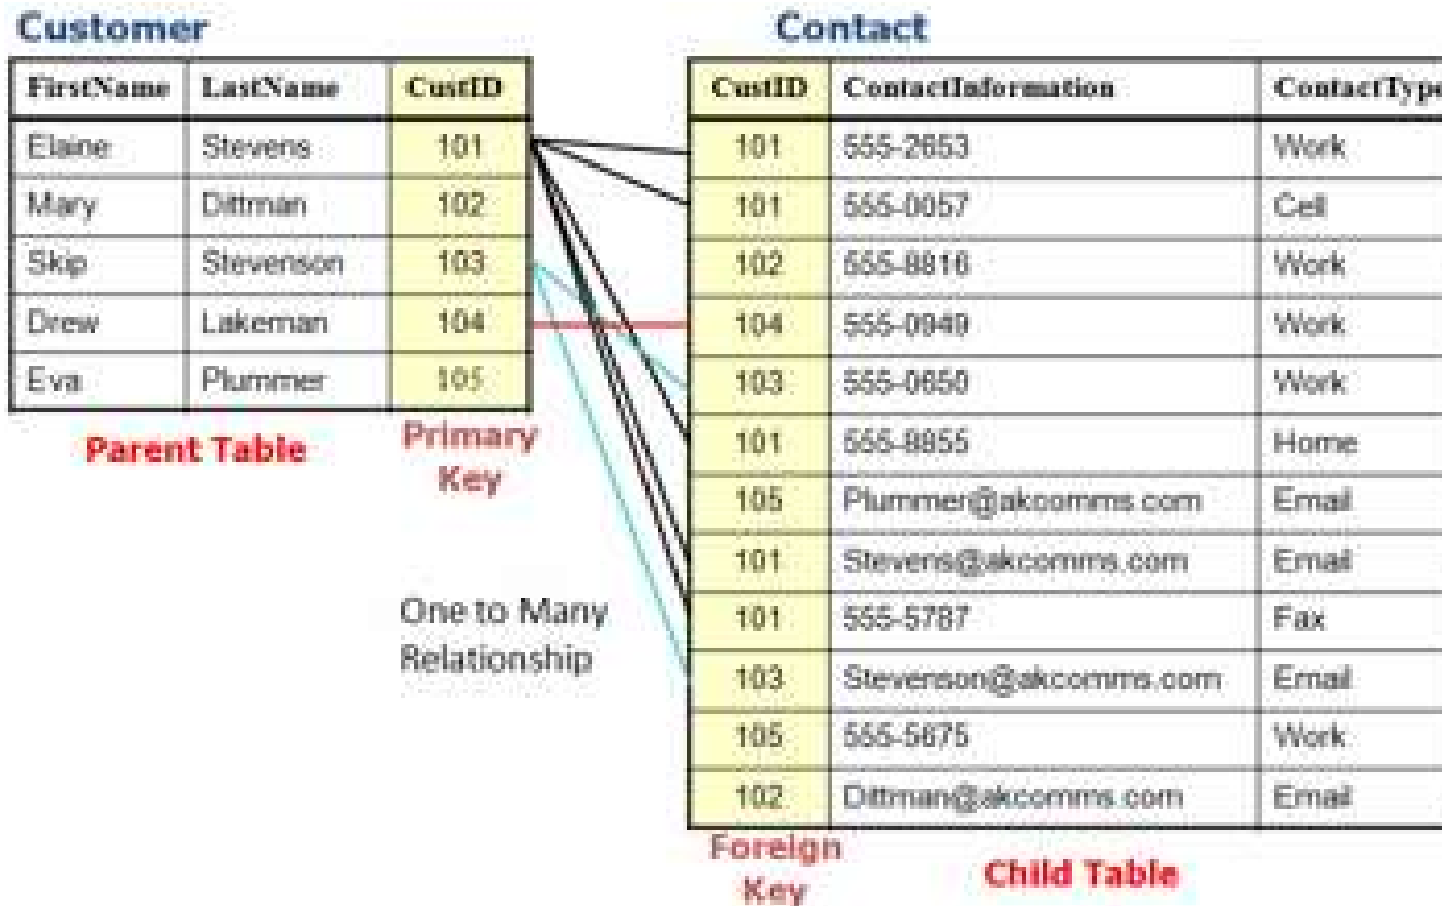 Customer
FirstName LastName CustID
Elaine Stevens 101
Mary Dittman 102
Skip Stevenson 103
Drew Lakeman 104
Eva Plummer 105
Parent Table
Primary
Key
One to Many
Relationship
Contact
CustID ContactInformation ContactType
101 555-2653 Work
101 555-0057 Cell
102 555-8816 Work
104 555-0949 Work
103 555-0650 Work
101 555-8855 Home
105 Plummer@akcomms.com Email
101 Stevens@akcomms.com Email
101 555-5787 Fax
103 Stevenson@akcomms.com Email
105 555-5675 Work
102 Dittman@akcomms.com Email
Foreign
Key
Child Table